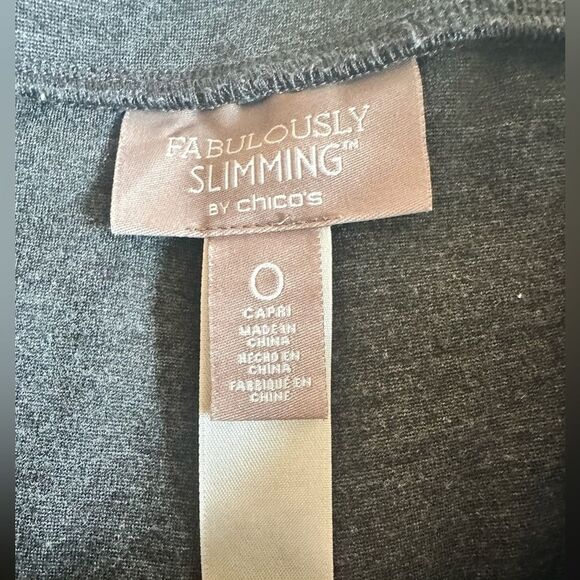 FABULOUSLY
SLIMMING™
BY chico's
0
CAPRI
MADE IN
CHINA
HECHO EN
CHINA
FABRIQUÉ EN
CHINE